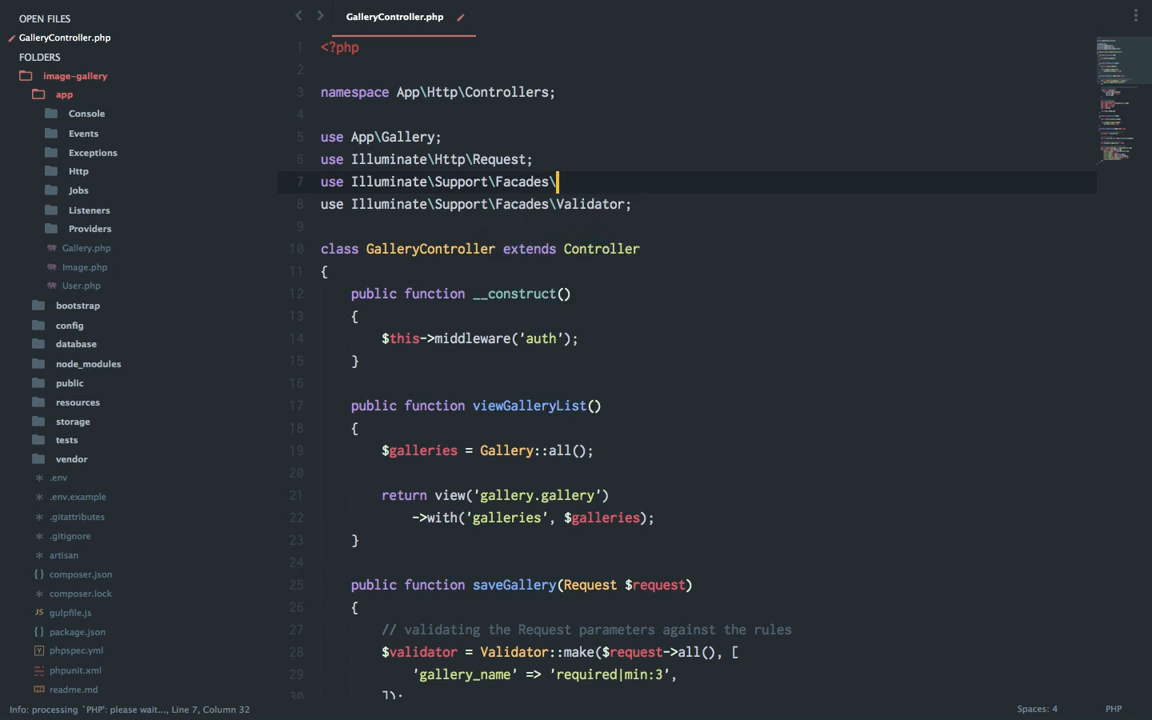 OPEN FILES
GalleryController.php
FOLDERS
image-gallery
app
Console
Events
Exceptions
Http
Jobs
Listeners
Providers
Gallery.php
Image.php
User.php
bootstrap
config
database
node_modules
public
resources
storage
tests
vendor
.env
.env.example
.gitattributes
.gitignore
artisan
{} composer.json
composer.lock
JS gulpfile.js
{} package.json
Y phpspec.yml
phpunit.xml
readme.md
GalleryController.php
1 <?php
2
3 namespace App\Http\Controllers;
4
5 use App\Gallery;
6 use Illuminate\Http\Request;
7 use Illuminate\Support\Facades\
8 use Illuminate\Support\Facades\Validator;
9
10 class GalleryController extends Controller
11 {
12     public function __construct()
13     {
14         $this->middleware('auth');
15     }
16
17     public function viewGalleryList()
18     {
19         $galleries = Gallery::all();
20
21         return view('gallery.gallery')
22             ->with('galleries', $galleries);
23     }
24
25     public function saveGallery(Request $request)
26     {
27         // validating the Request parameters against the rules
28         $validator = Validator::make($request->all(), [
29             'gallery_name' => 'required|min:3',
30         ]);
Info: processing `PHP`: please wait..., Line 7, Column 32
Spaces: 4
PHP